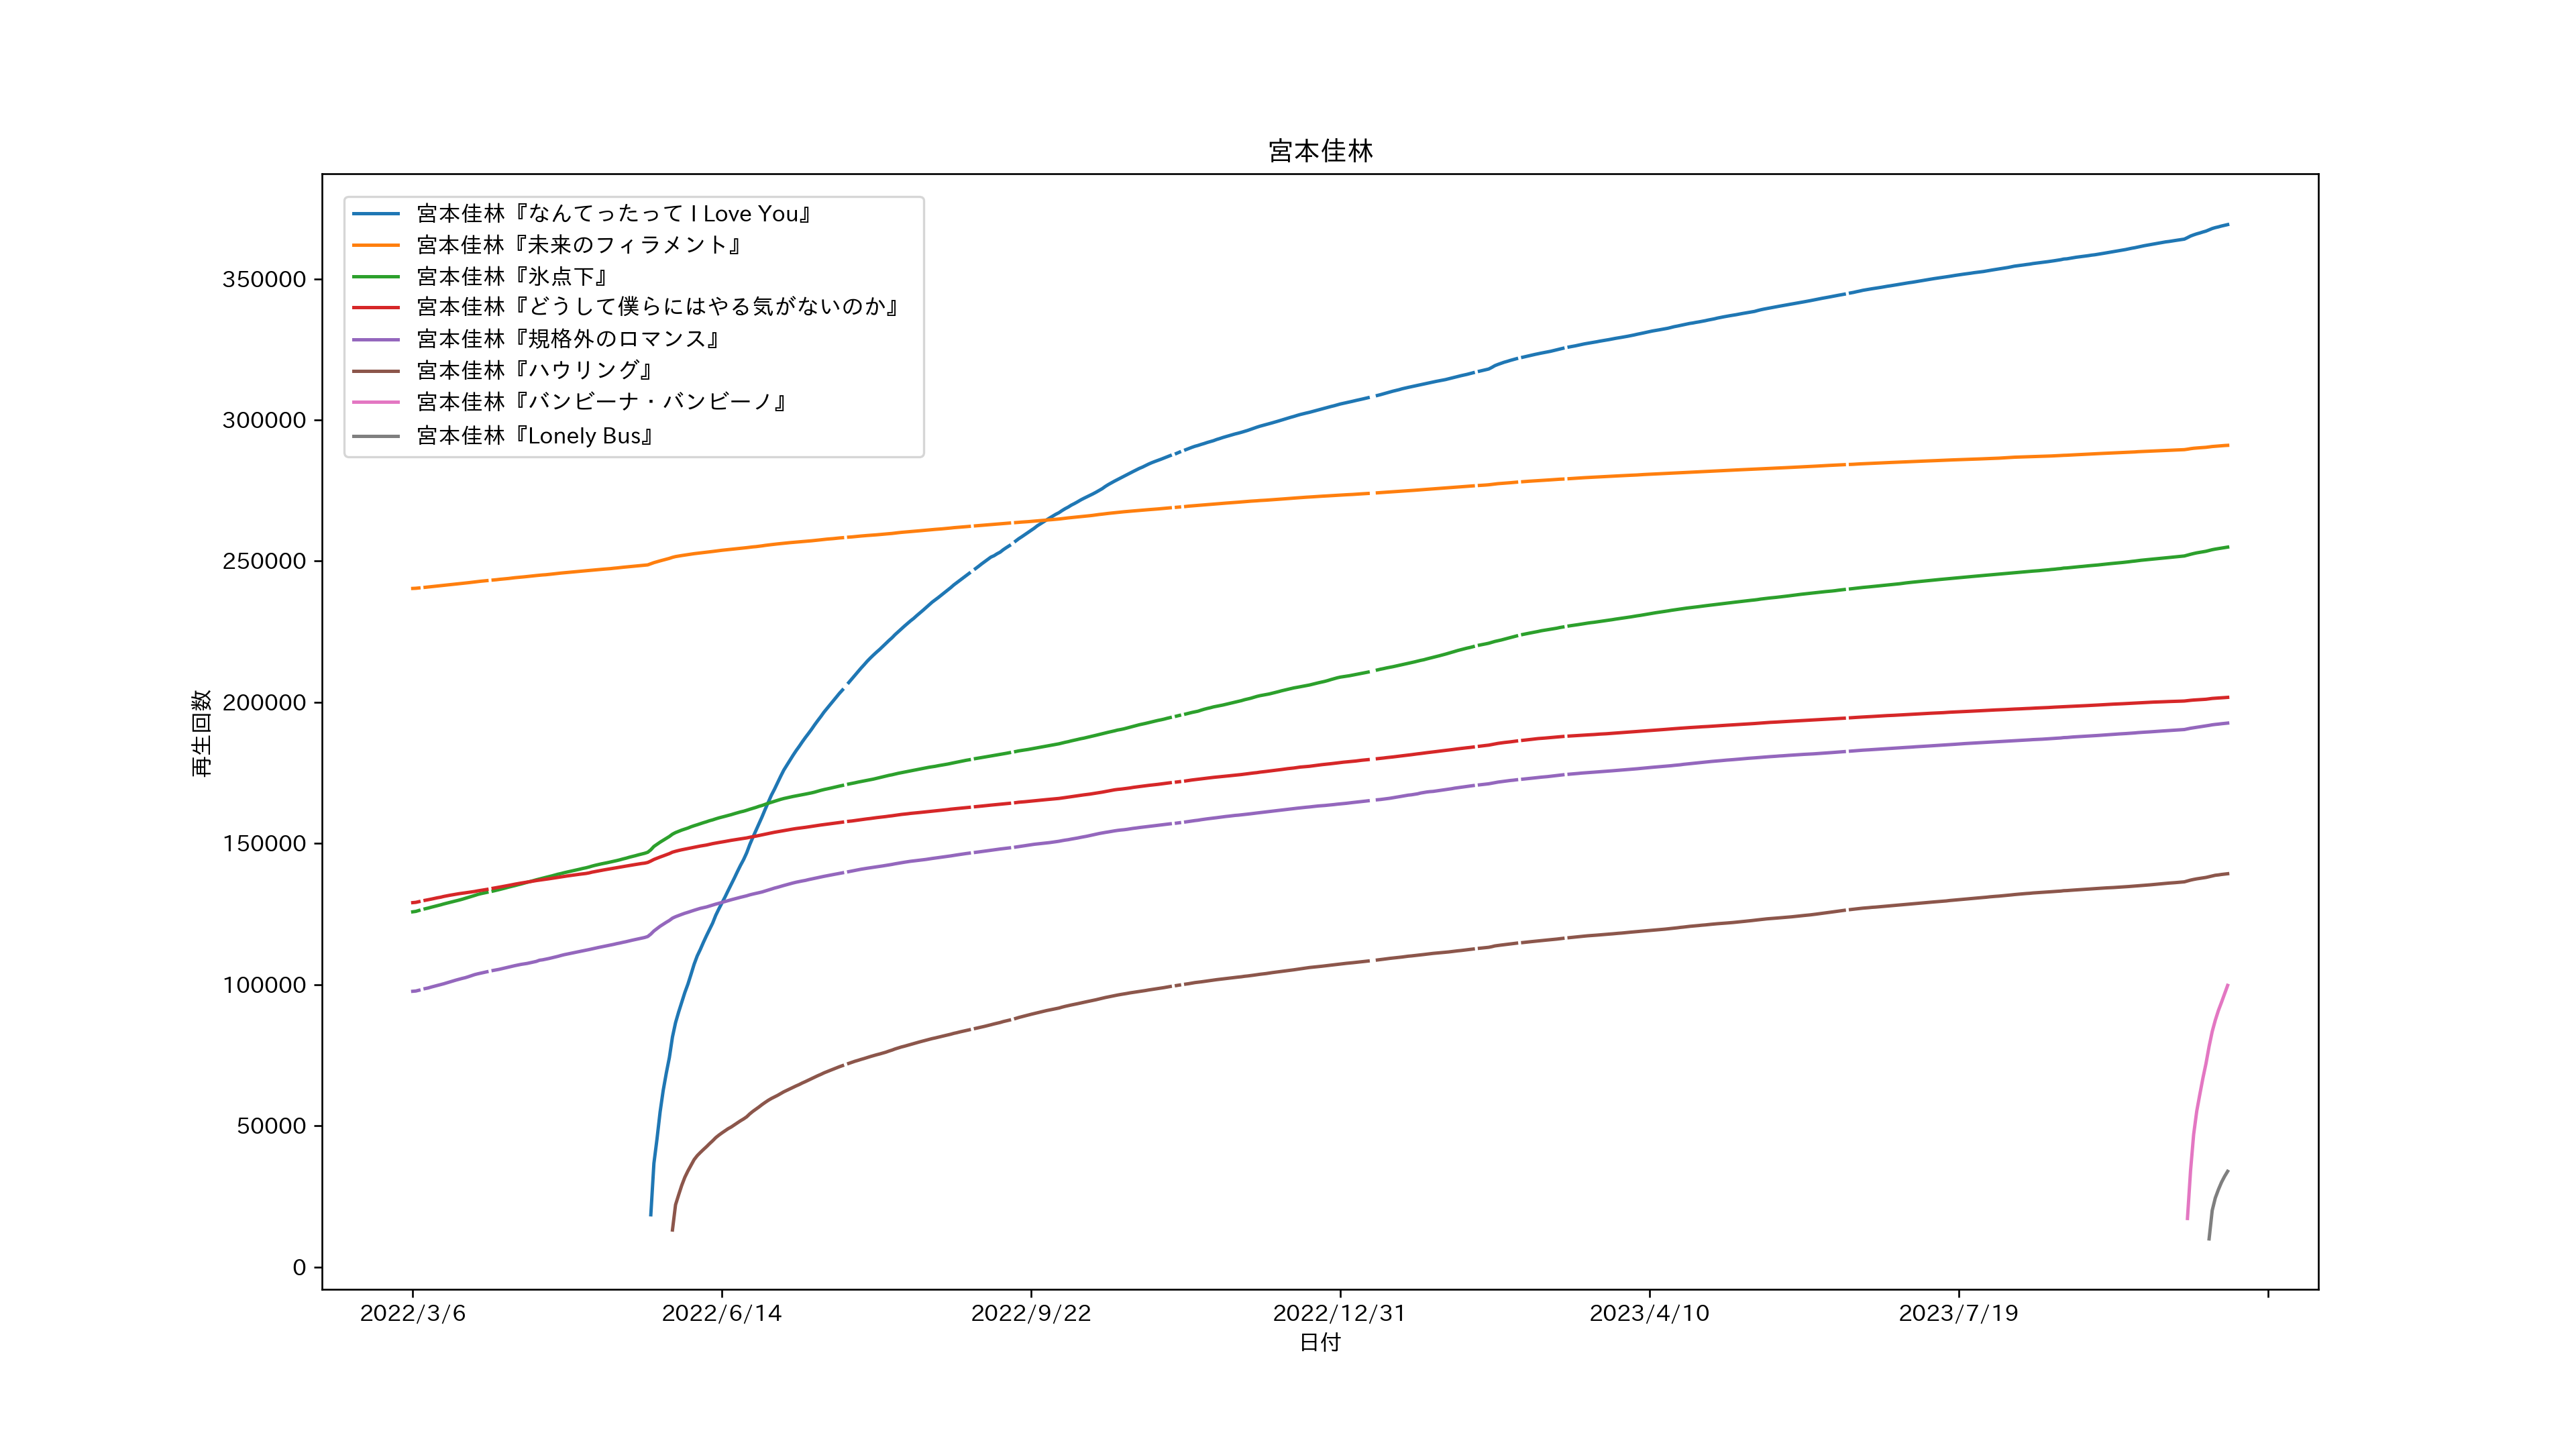 宮本佳林
宮本佳林『なんてったって I Love You』
宮本佳林『未来のフィラメント』
宮本佳林『氷点下』
宮本佳林『どうして僕らにはやる気がないのか』
宮本佳林『規格外のロマンス』
宮本佳林『ハウリング』
宮本佳林『バンビーナ・バンビーノ』
宮本佳林『Lonely Bus』
350000
300000
250000
200000
150000
100000
50000
0
再生回数
2022/3/6 2022/6/14 2022/9/22 2022/12/31 2023/4/10 2023/7/19
日付